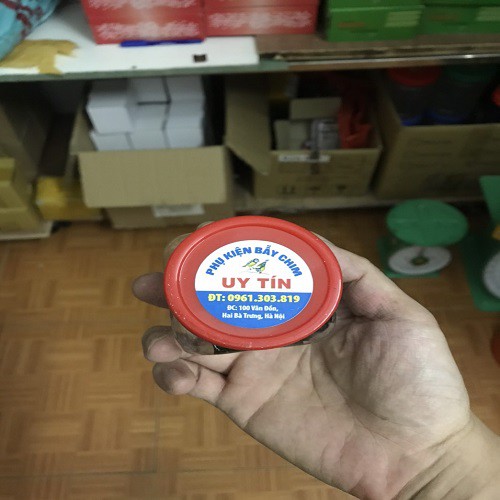 PHỤ KIỆN BẪY CHIM
UY TÍN
ĐT: 0961.303.819
ĐC: 100 Vân Đồn,
Hai Bà Trưng, Hà Nội